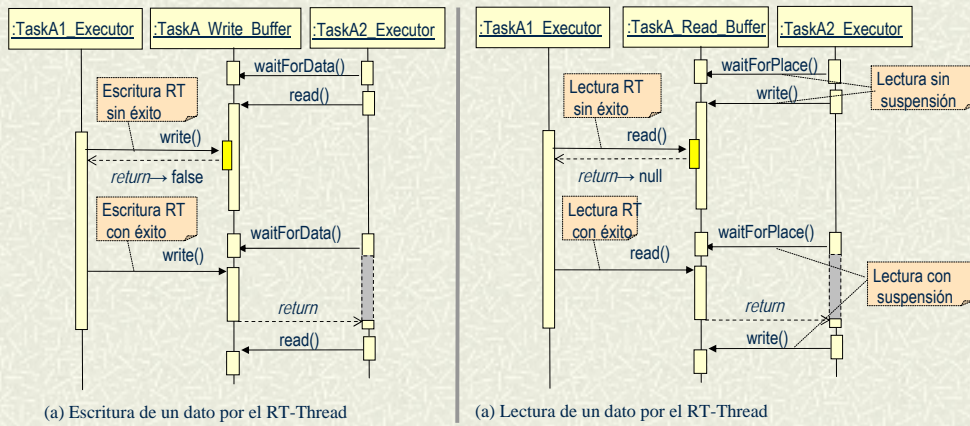 :TaskA1_Executor
:TaskA_Write_Buffer
:TaskA2_Executor
waitForData()
Escritura RT
sin éxito
read()
write()
return→ false
Escritura RT
con éxito
waitForData()
write()
return
read()
(a) Escritura de un dato por el RT-Thread
:TaskA1_Executor
:TaskA_Read_Buffer
:TaskA2_Executor
waitForPlace()
Lectura sin
suspensión
Lectura RT
sin éxito
write()
read()
return→ null
Lectura RT
con éxito
waitForPlace()
read()
Lectura con
suspensión
return
write()
(a) Lectura de un dato por el RT-Thread